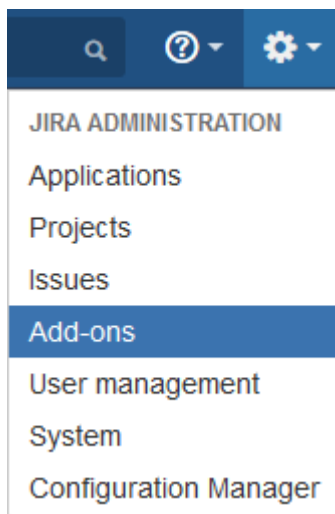 JIRA ADMINISTRATION
Applications
Projects
Issues
Add-ons
User management
System
Configuration Manager